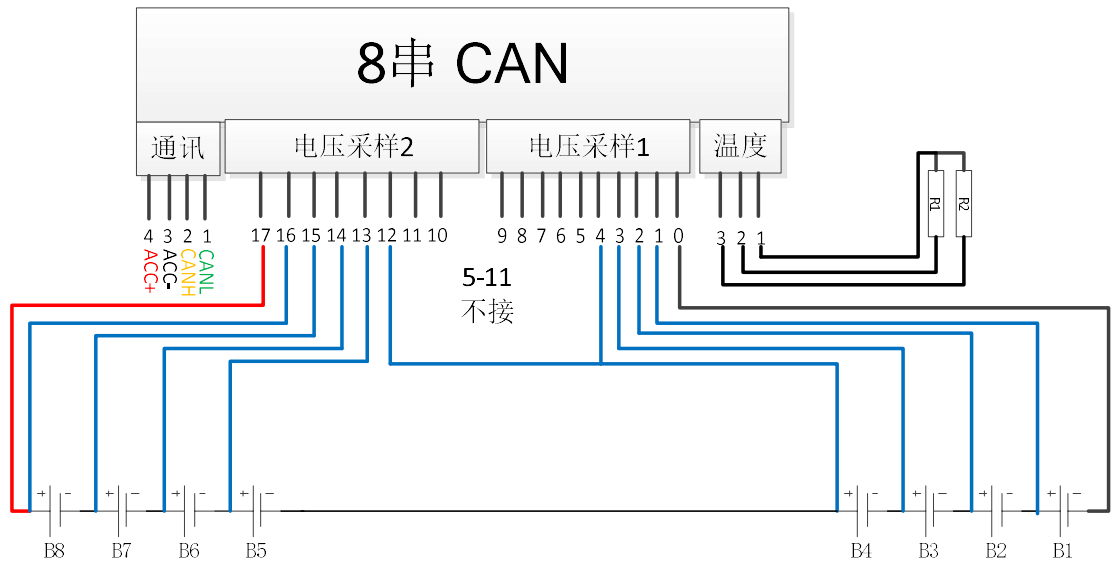 8串 CAN
通讯 电压采样2 电压采样1 温度
4 3 2 1 17 16 15 14 13 12 11 10 9 8 7 6 5 4 3 2 1 0 3 2 1
ACC+ ACC- CANH CANL
R1 R2
5-11
不接
+ - + - + - + - + - + - + - + -
B8 B7 B6 B5 B4 B3 B2 B1